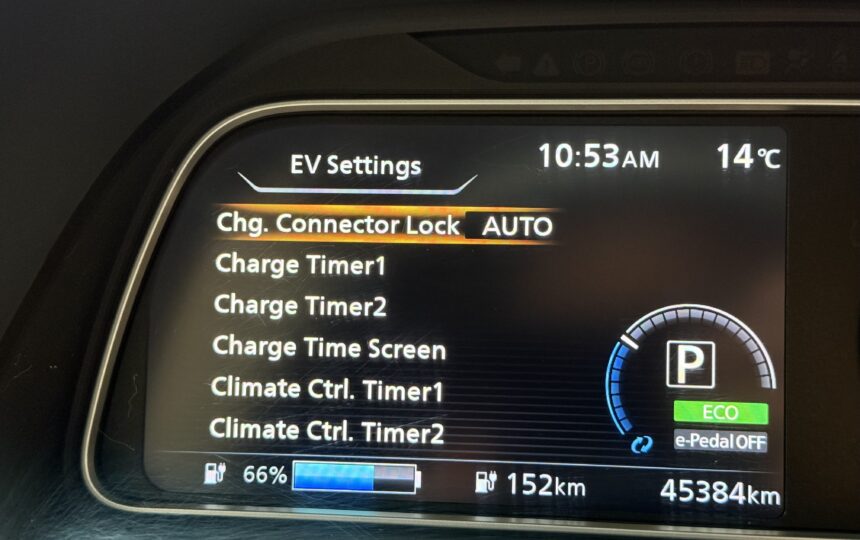 EV Settings 10:53AM 14℃
Chg. Connector Lock AUTO
Charge Timer1
Charge Timer2
Charge Time Screen
Climate Ctrl. Timer1
Climate Ctrl. Timer2
P
ECO
e-Pedal OFF
66% 152km 45384km